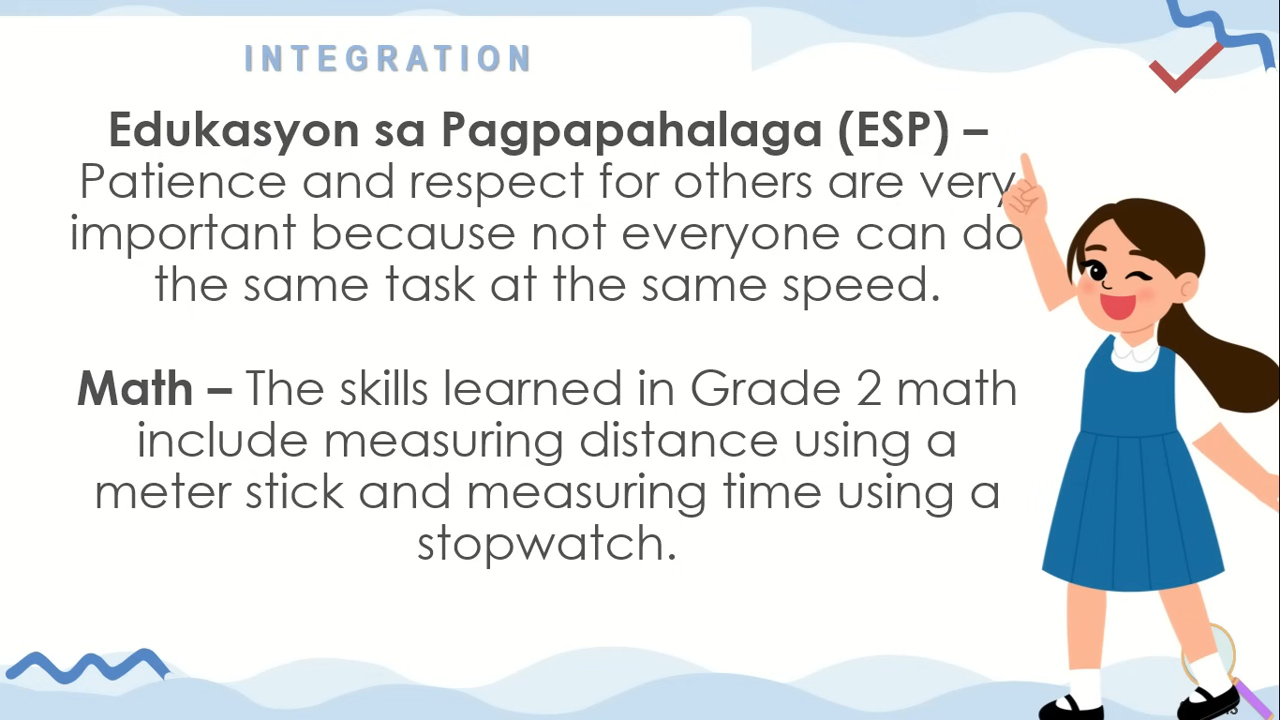 INTEGRATION
Edukasyon sa Pagpapahalaga (ESP) –
Patience and respect for others are very
important because not everyone can do
the same task at the same speed.
Math – The skills learned in Grade 2 math
include measuring distance using a
meter stick and measuring time using a
stopwatch.